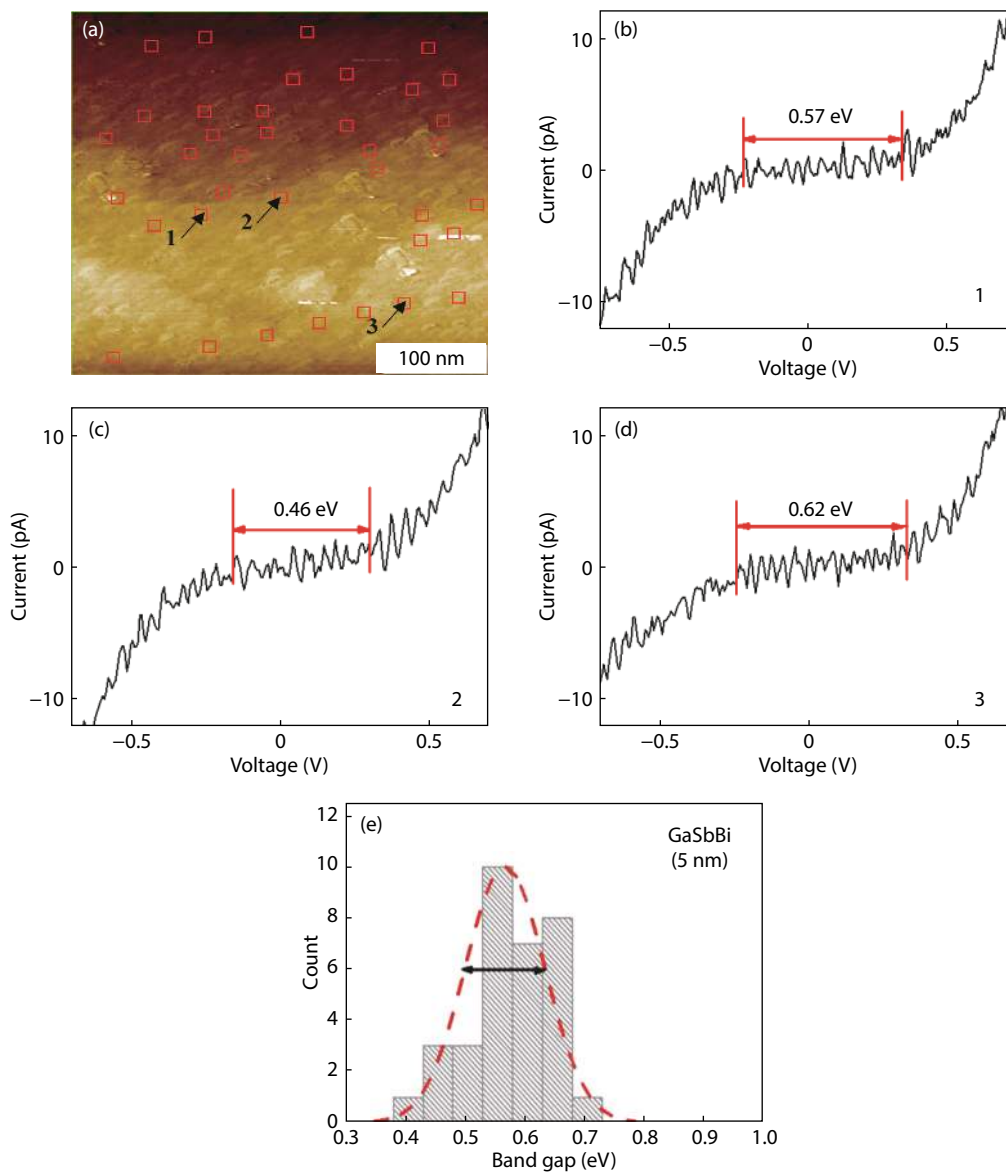 (a)
1
2
3
100 nm
(b)
10
0
−10
Current (pA)
0.57 eV
1
−0.5
0
0.5
Voltage (V)
(c)
10
0
−10
Current (pA)
0.46 eV
2
−0.5
0
0.5
Voltage (V)
(d)
10
0
−10
Current (pA)
0.62 eV
3
−0.5
0
0.5
Voltage (V)
(e)
GaSbBi
(5 nm)
12
10
8
6
4
2
0
Count
0.3 0.4 0.5 0.6 0.7 0.8 0.9 1.0
Band gap (eV)